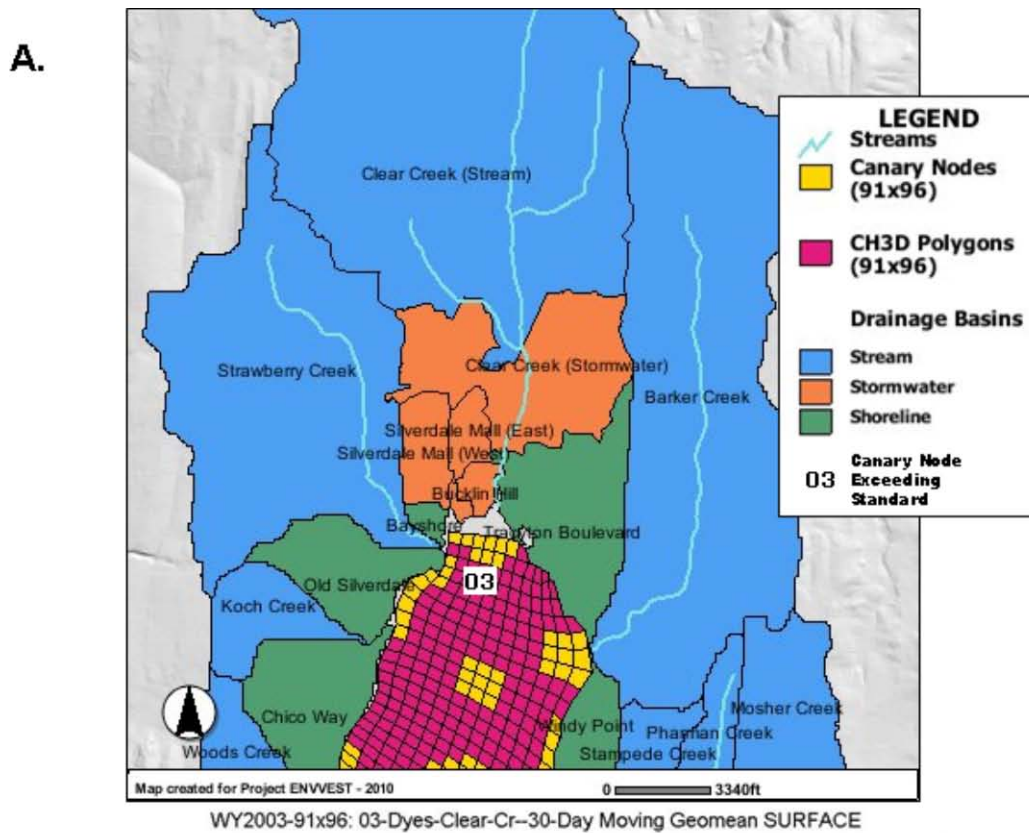 A.
LEGEND
Streams
Canary Nodes
(91x96)
CH3D Polygons
(91x96)
Drainage Basins
Stream
Stormwater
Shoreline
03 Canary Node
Exceeding
Standard
Clear Creek (Stream)
Clear Creek (Stormwater)
Strawberry Creek
Barker Creek
Silverdale Mall (East)
Silverdale Mall (West)
Bucklin Hill
Bayshore
Tracyton Boulevard
03
Old Silverdale
Koch Creek
Chico Way
Woods Creek
Windy Point
Stampede Creek
Pharman Creek
Mosher Creek
Map created for Project ENVVEST - 2010
0 3340ft
WY2003-91x96: 03-Dyes-Clear-Cr--30-Day Moving Geomean SURFACE